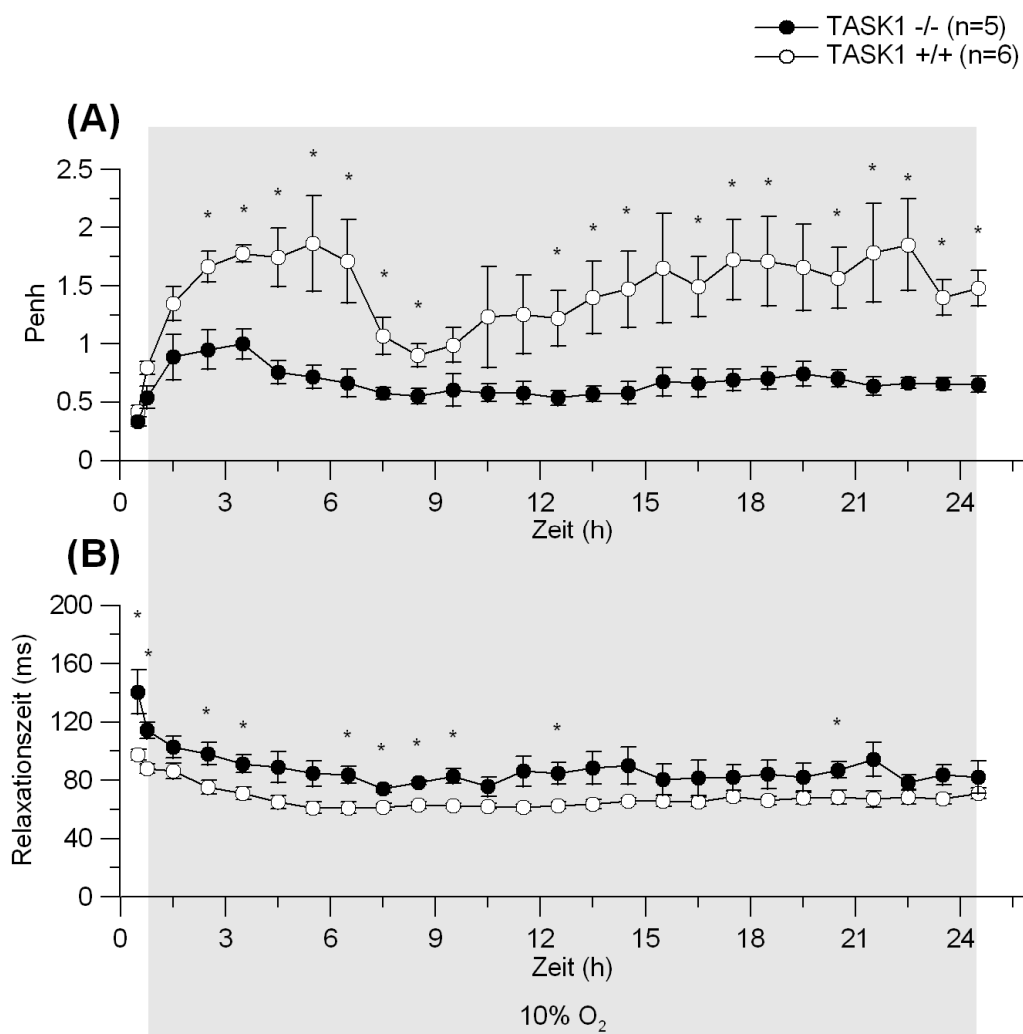 TASK1 -/- (n=5)
TASK1 +/+ (n=6)
(A)
* * * * * * * * * * * * * * * * * *
2.5
2
1.5
1
0.5
0
Penh
0 3 6 9 12 15 18 21 24
Zeit (h)
(B)
* * * * * * * * * *
200
160
120
80
40
0
Relaxationszeit (ms)
0 3 6 9 12 15 18 21 24
Zeit (h)
10% O₂